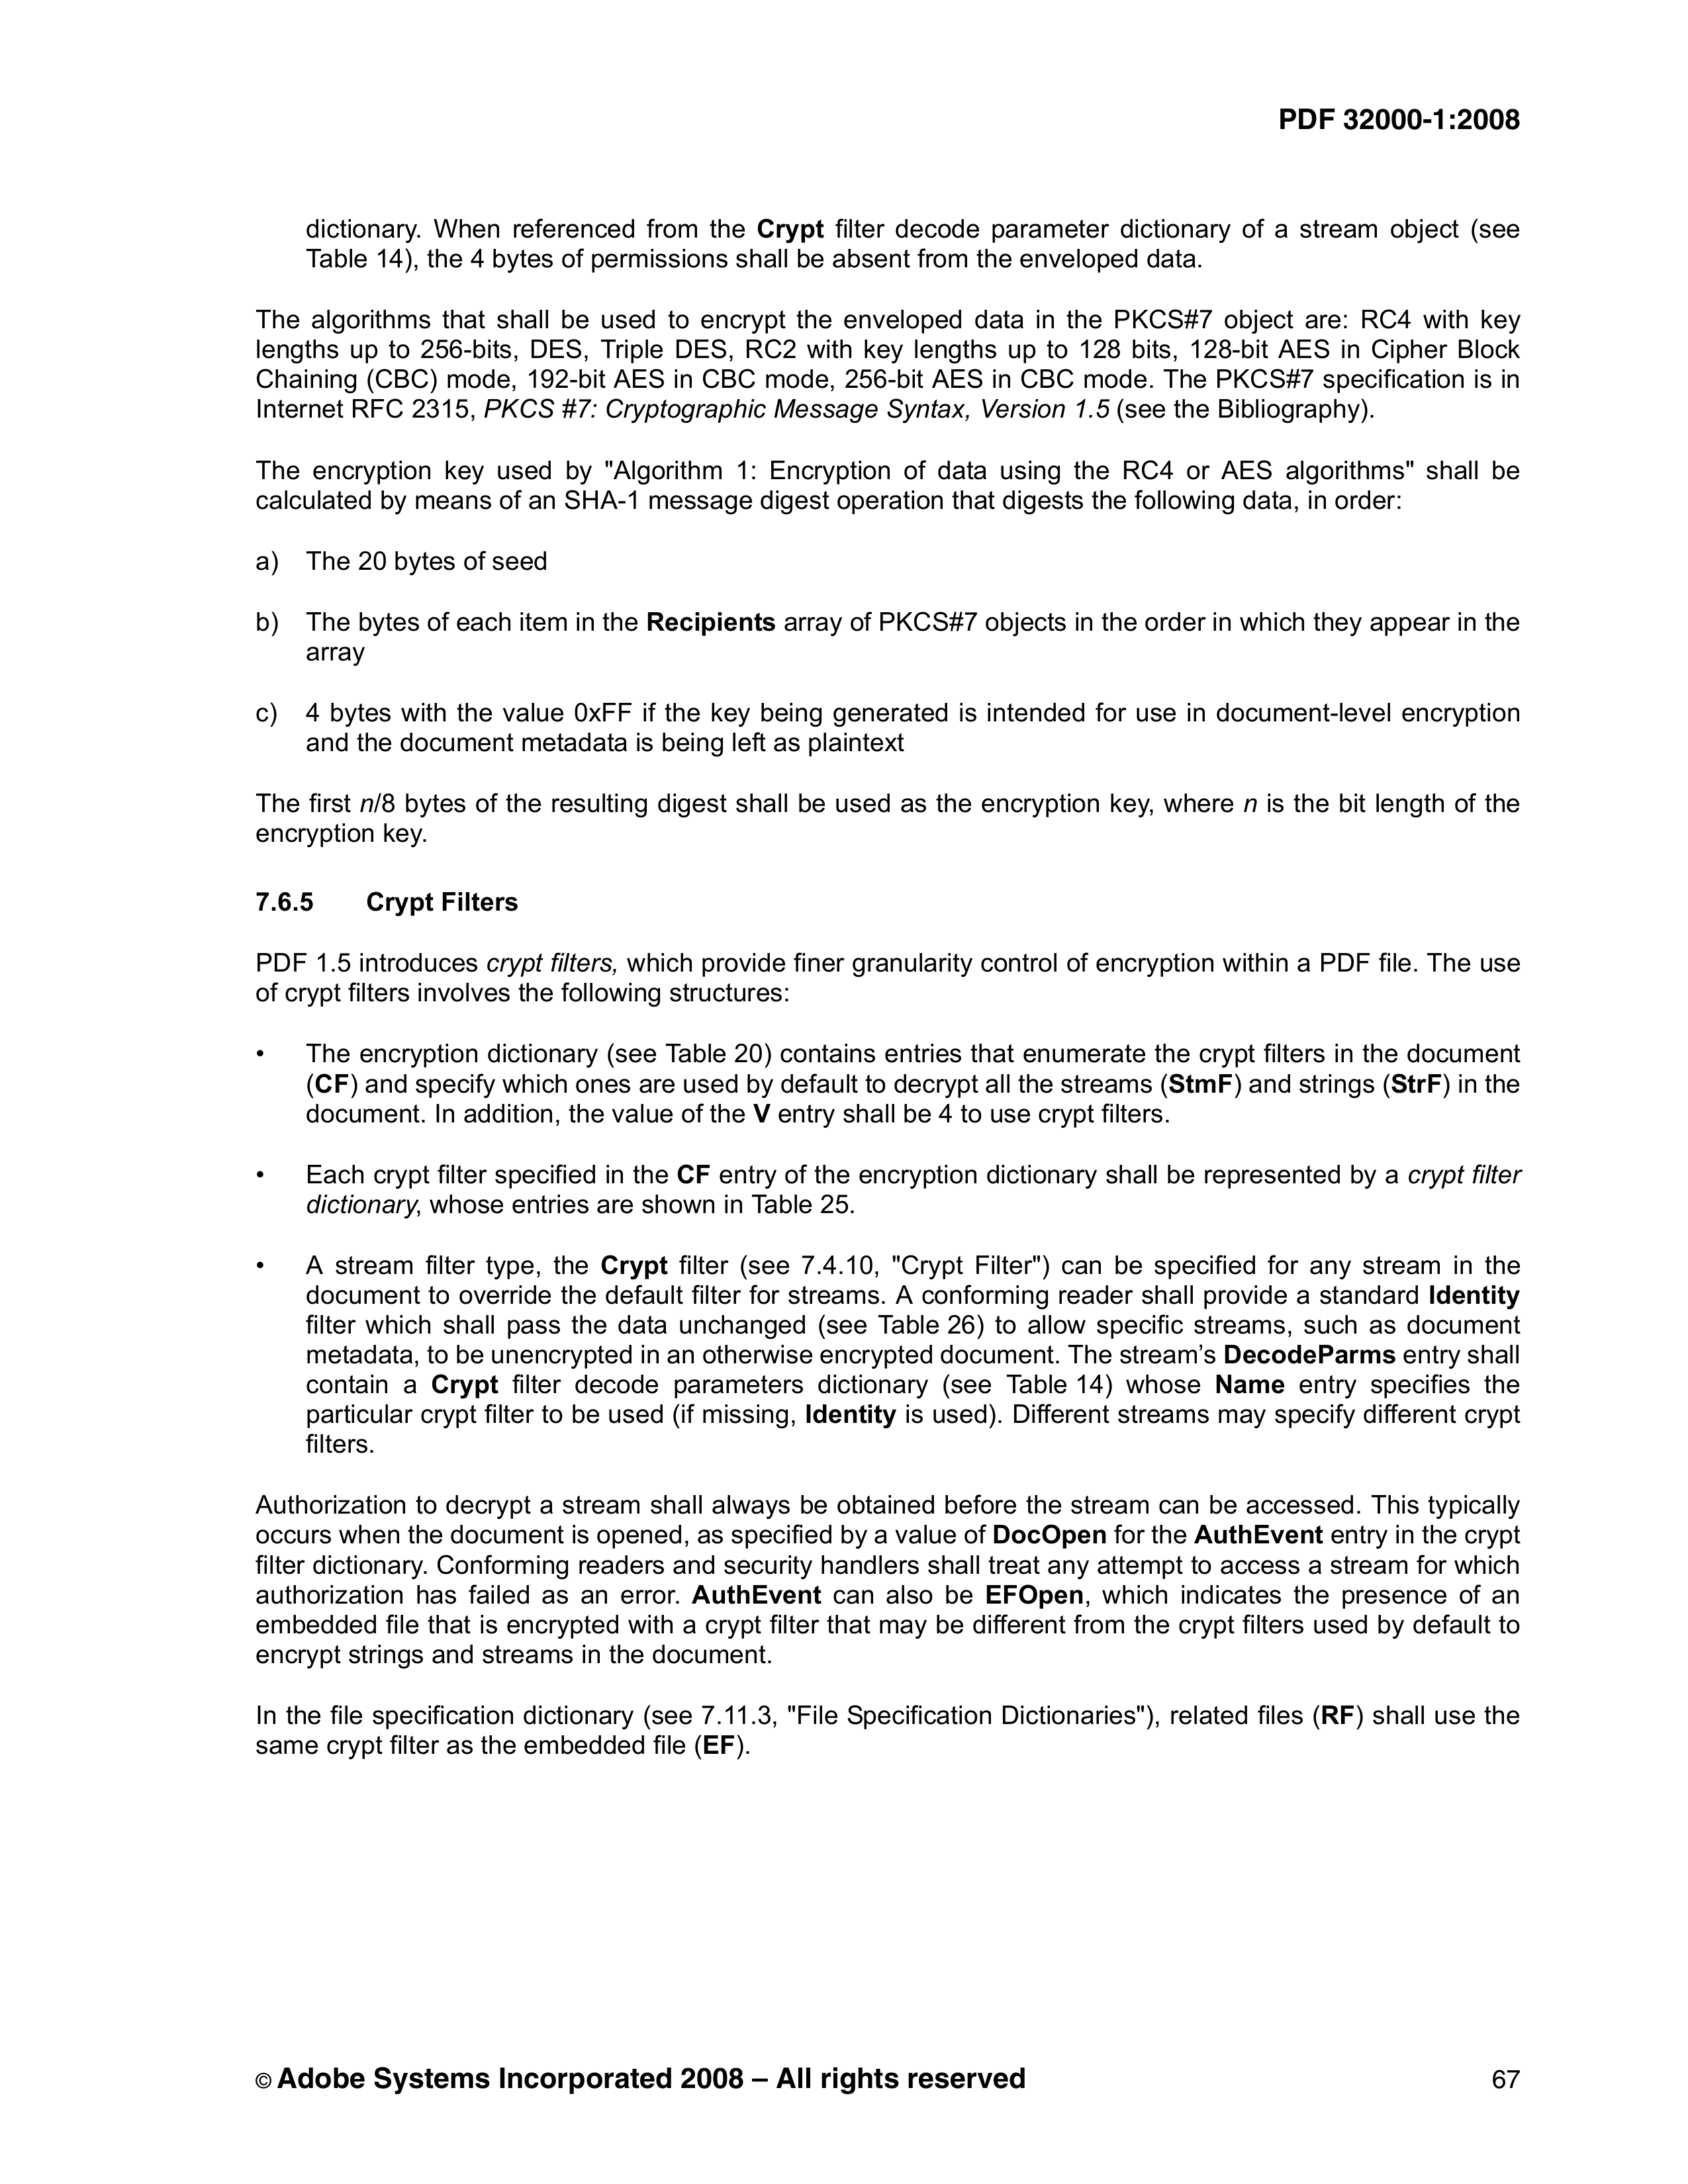 PDF 32000-1:2008
dictionary. When referenced from the Crypt filter decode parameter dictionary of a stream object (see
Table 14), the 4 bytes of permissions shall be absent from the enveloped data.
The algorithms that shall be used to encrypt the enveloped data in the PKCS#7 object are: RC4 with key
lengths up to 256-bits, DES, Triple DES, RC2 with key lengths up to 128 bits, 128-bit AES in Cipher Block
Chaining (CBC) mode, 192-bit AES in CBC mode, 256-bit AES in CBC mode. The PKCS#7 specification is in
Internet RFC 2315, PKCS #7: Cryptographic Message Syntax, Version 1.5 (see the Bibliography).
The encryption key used by "Algorithm 1: Encryption of data using the RC4 or AES algorithms" shall be
calculated by means of an SHA-1 message digest operation that digests the following data, in order:
a) The 20 bytes of seed
b) The bytes of each item in the Recipients array of PKCS#7 objects in the order in which they appear in the
array
c) 4 bytes with the value 0xFF if the key being generated is intended for use in document-level encryption
and the document metadata is being left as plaintext
The first n/8 bytes of the resulting digest shall be used as the encryption key, where n is the bit length of the
encryption key.
7.6.5 Crypt Filters
PDF 1.5 introduces crypt filters, which provide finer granularity control of encryption within a PDF file. The use
of crypt filters involves the following structures:
• The encryption dictionary (see Table 20) contains entries that enumerate the crypt filters in the document
(CF) and specify which ones are used by default to decrypt all the streams (StmF) and strings (StrF) in the
document. In addition, the value of the V entry shall be 4 to use crypt filters.
• Each crypt filter specified in the CF entry of the encryption dictionary shall be represented by a crypt filter
dictionary, whose entries are shown in Table 25.
• A stream filter type, the Crypt filter (see 7.4.10, "Crypt Filter") can be specified for any stream in the
document to override the default filter for streams. A conforming reader shall provide a standard Identity
filter which shall pass the data unchanged (see Table 26) to allow specific streams, such as document
metadata, to be unencrypted in an otherwise encrypted document. The stream’s DecodeParms entry shall
contain a Crypt filter decode parameters dictionary (see Table 14) whose Name entry specifies the
particular crypt filter to be used (if missing, Identity is used). Different streams may specify different crypt
filters.
Authorization to decrypt a stream shall always be obtained before the stream can be accessed. This typically
occurs when the document is opened, as specified by a value of DocOpen for the AuthEvent entry in the crypt
filter dictionary. Conforming readers and security handlers shall treat any attempt to access a stream for which
authorization has failed as an error. AuthEvent can also be EFOpen, which indicates the presence of an
embedded file that is encrypted with a crypt filter that may be different from the crypt filters used by default to
encrypt strings and streams in the document.
In the file specification dictionary (see 7.11.3, "File Specification Dictionaries"), related files (RF) shall use the
same crypt filter as the embedded file (EF).
© Adobe Systems Incorporated 2008 – All rights reserved 67